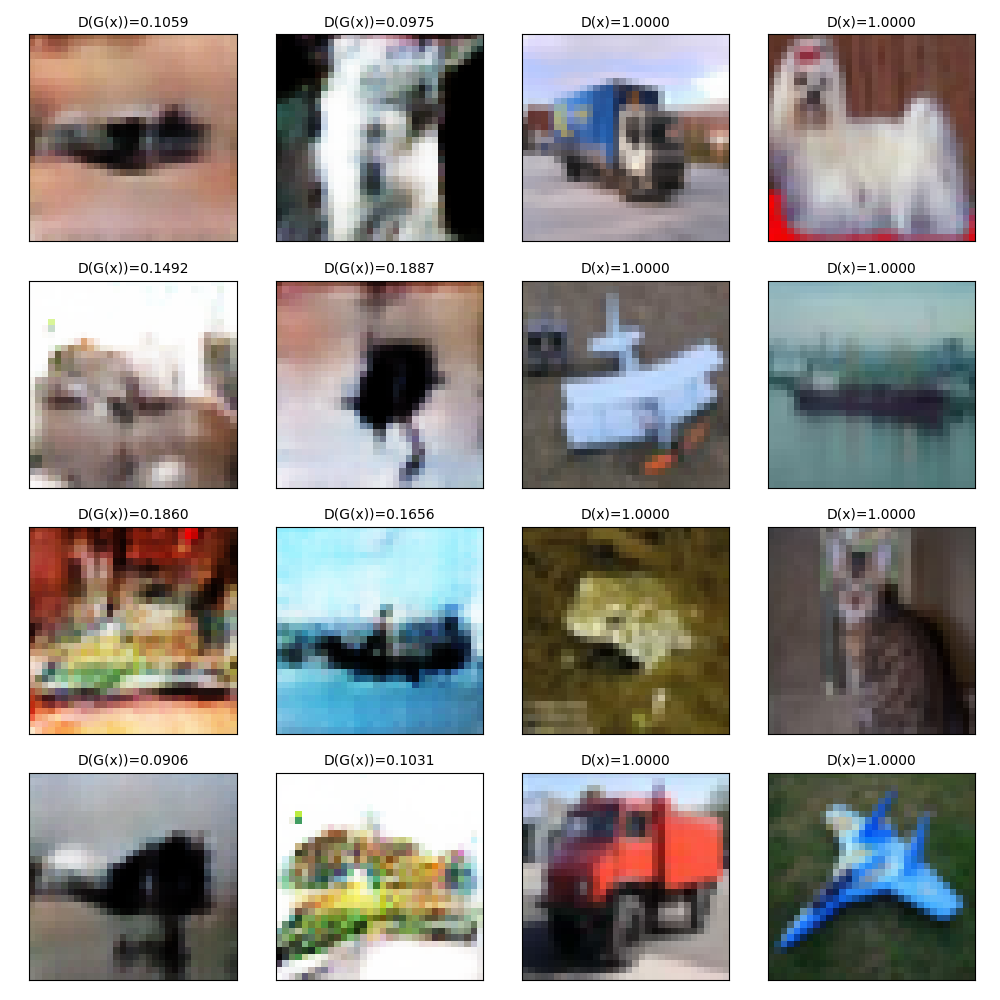 D(G(x))=0.1059
D(G(x))=0.0975
D(x)=1.0000
D(x)=1.0000
D(G(x))=0.1492
D(G(x))=0.1887
D(x)=1.0000
D(x)=1.0000
D(G(x))=0.1860
D(G(x))=0.1656
D(x)=1.0000
D(x)=1.0000
D(G(x))=0.0906
D(G(x))=0.1031
D(x)=1.0000
D(x)=1.0000